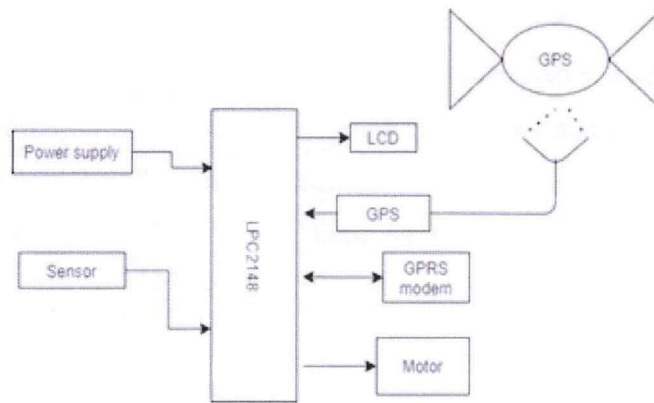 GPS
Power supply
LCD
LPC2148
GPS
Sensor
GPRS
modem
Motor